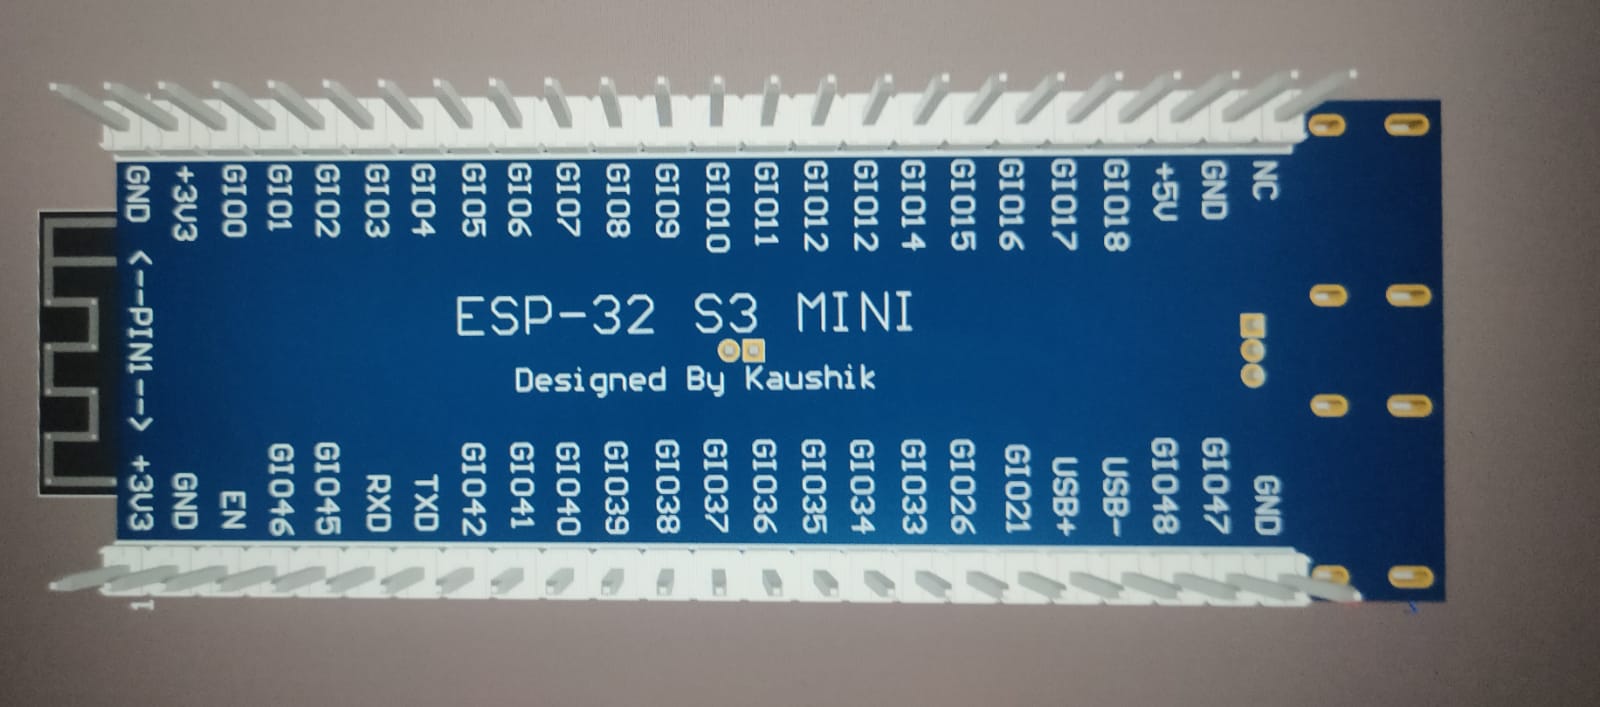 GND
+3V3
GIO0
GIO1
GIO2
GIO3
GIO4
GIO5
GIO6
GIO7
GIO8
GIO9
GIO10
GIO11
GIO12
GIO12
GIO14
GIO15
GIO16
GIO17
GIO18
+5V
GND
NC
<--PIN1-->
ESP-32 S3 MINI
Designed By Kaushik
+3V3
GND
EN
GIO46
GIO45
RXD
TXD
GIO42
GIO41
GIO40
GIO39
GIO38
GIO37
GIO36
GIO35
GIO34
GIO33
GIO26
GIO21
USB+
USB-
GIO48
GIO47
GND
1